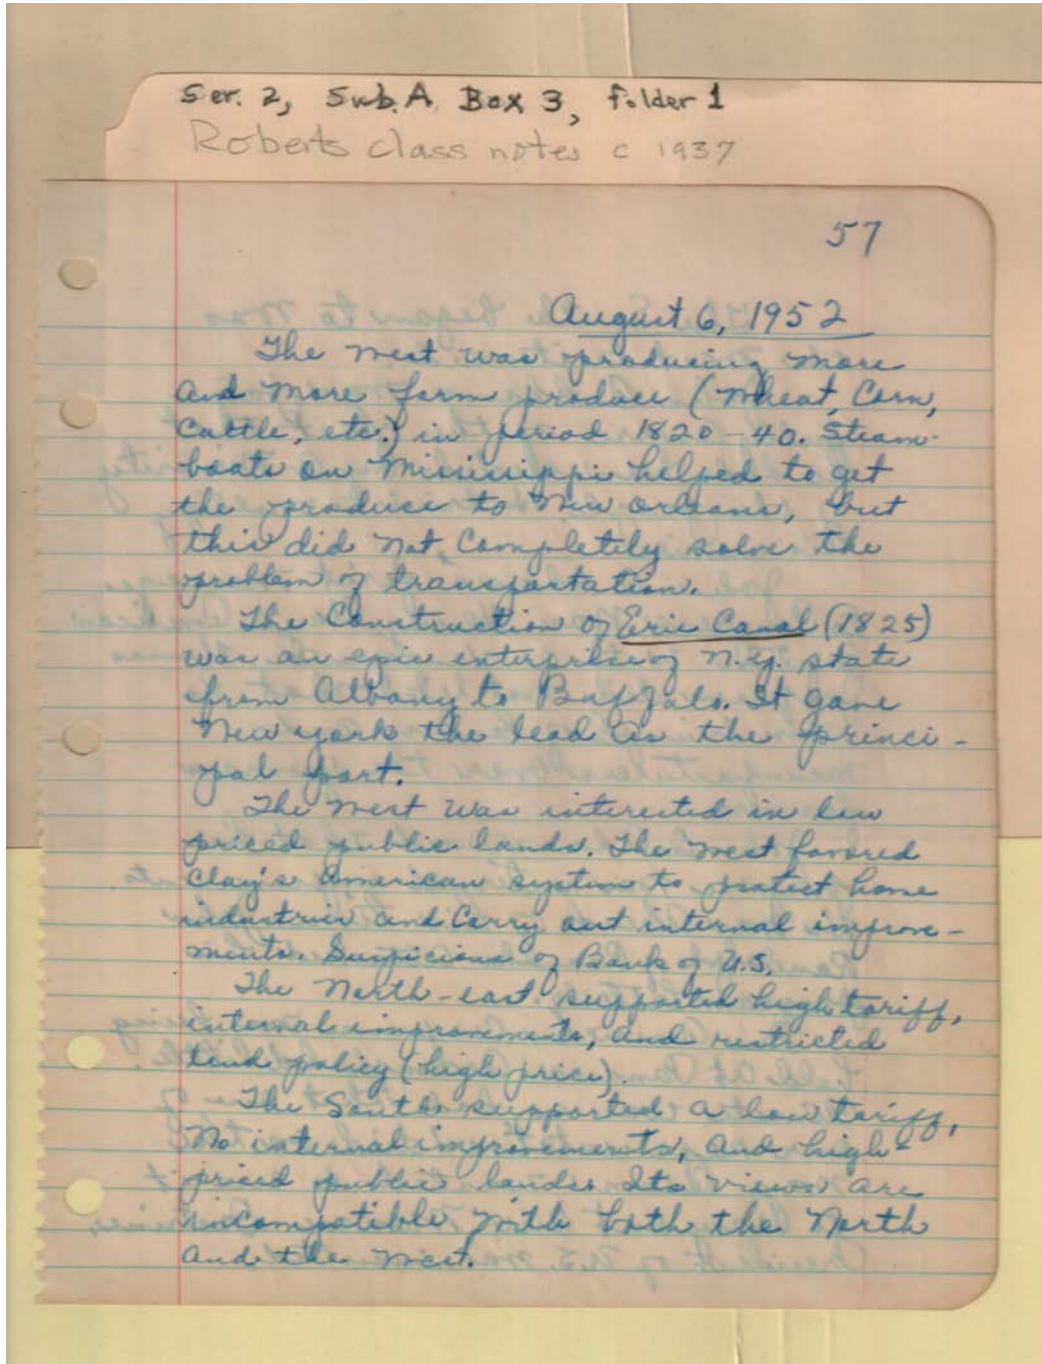 Ser. 2, Sub. A, Box 3, folder 1
Roberts class notes c 1937
57
August 6, 1952
The West was producing more
and more farm produce (Wheat, Corn,
Cattle, etc.) in period 1820-40. Steam-
boats on Mississippi helped to get
the produce to New Orleans, but
this did not completely solve the
problem of transportation.
The Construction of Erie Canal (1825)
was an epic enterprise of N.Y. state
from Albany to Buffalo. It gave
New York the lead as the princi-
pal port.
The West was interested in low
priced public lands. The West favored
Clay's American system to protect home
industries and carry out internal improve-
ments. Suspicious of Bank of U.S.
The North-east supported high tariff,
internal improvements, and restricted
land policy (high price).
The South supported a low tariff,
no internal improvements, and high-
priced public lands. Its views are
incompatible with both the North
and the West.